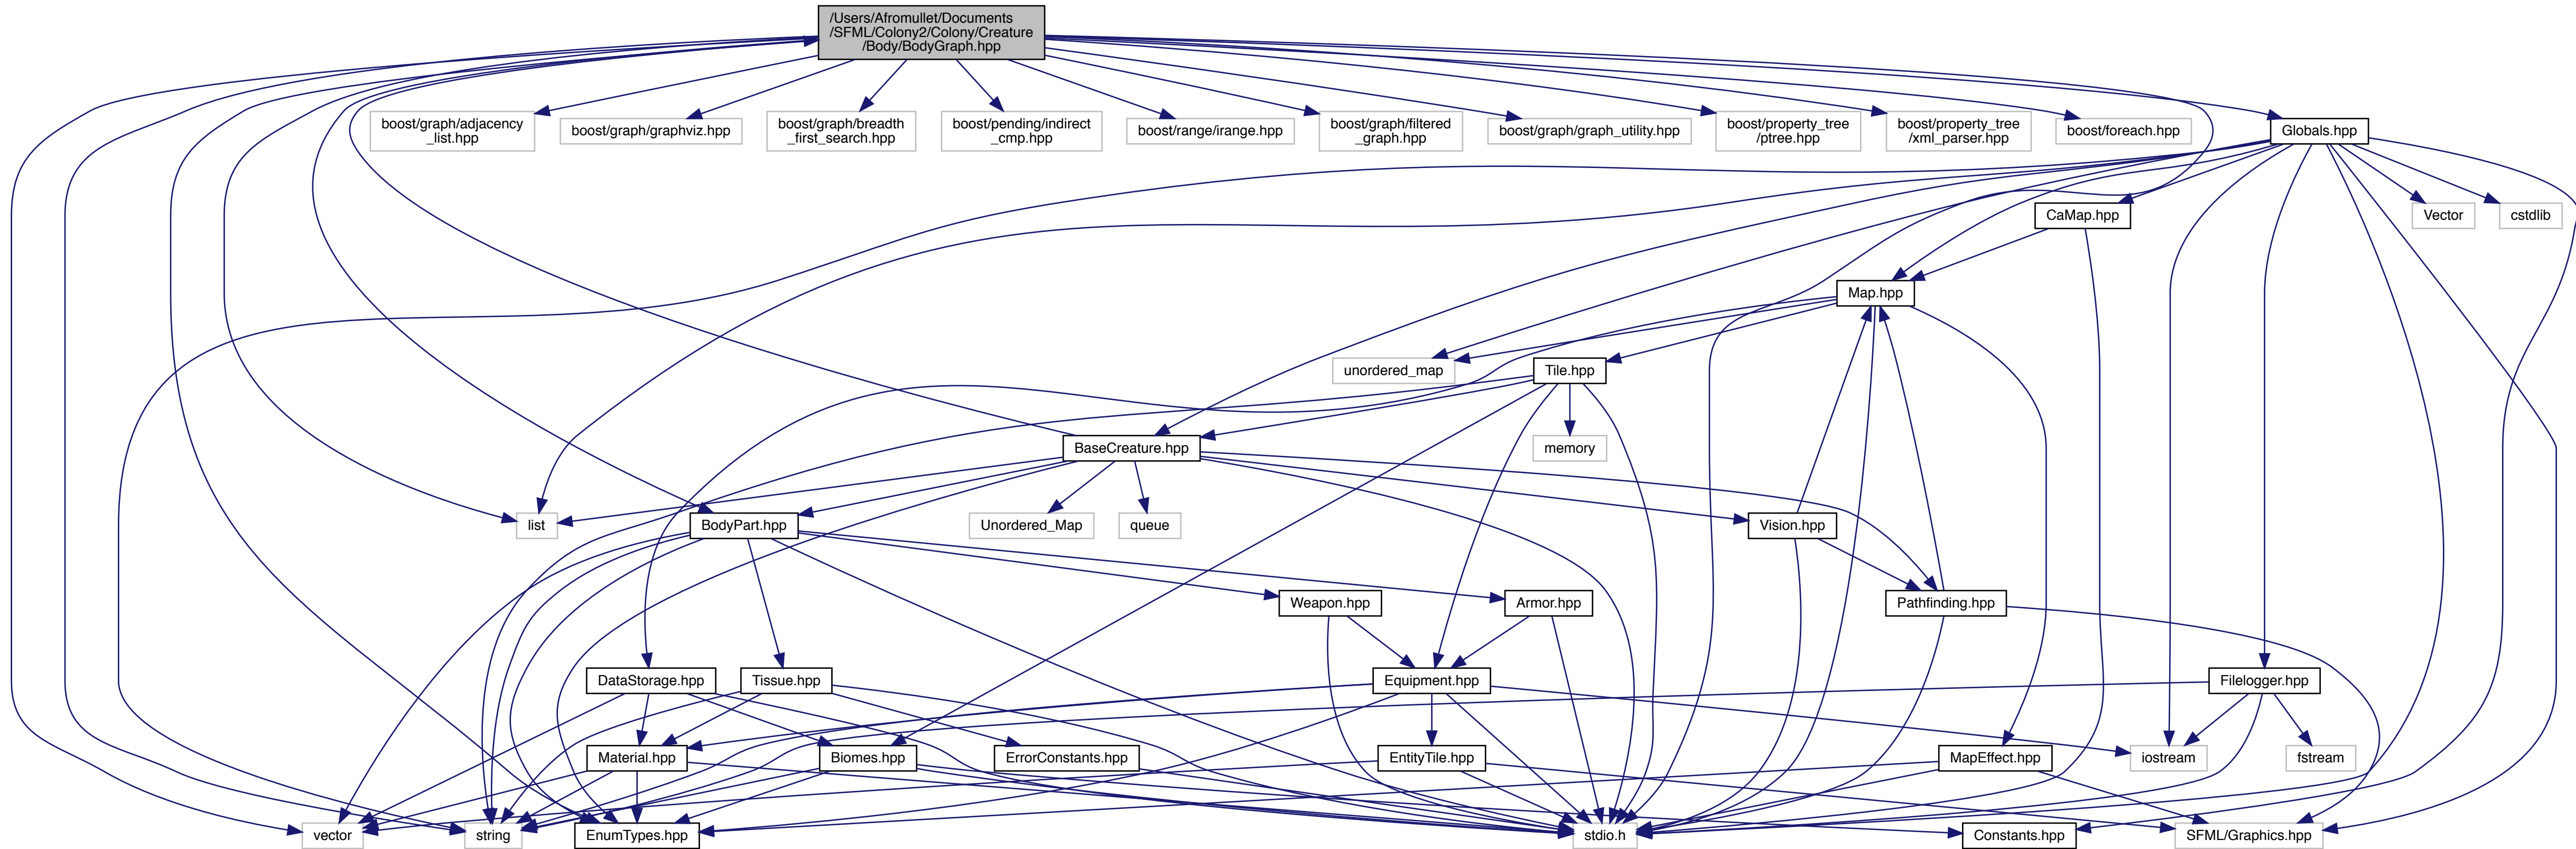 /Users/Afromullet/Documents
/SFML/Colony2/Colony/Creature
/Body/BodyGraph.hpp
boost/graph/adjacency
_list.hpp
boost/graph/graphviz.hpp
boost/graph/breadth
_first_search.hpp
boost/pending/indirect
_cmp.hpp
boost/range/irange.hpp
boost/graph/filtered
_graph.hpp
boost/graph/graph_utility.hpp
boost/property_tree
/ptree.hpp
boost/property_tree
/xml_parser.hpp
boost/foreach.hpp
Globals.hpp
CaMap.hpp
Vector
cstdlib
Map.hpp
unordered_map
Tile.hpp
BaseCreature.hpp
memory
list
BodyPart.hpp
Unordered_Map
queue
Vision.hpp
Weapon.hpp
Armor.hpp
Pathfinding.hpp
DataStorage.hpp
Tissue.hpp
Equipment.hpp
Filelogger.hpp
Material.hpp
Biomes.hpp
ErrorConstants.hpp
EntityTile.hpp
MapEffect.hpp
iostream
fstream
vector
string
EnumTypes.hpp
stdio.h
Constants.hpp
SFML/Graphics.hpp